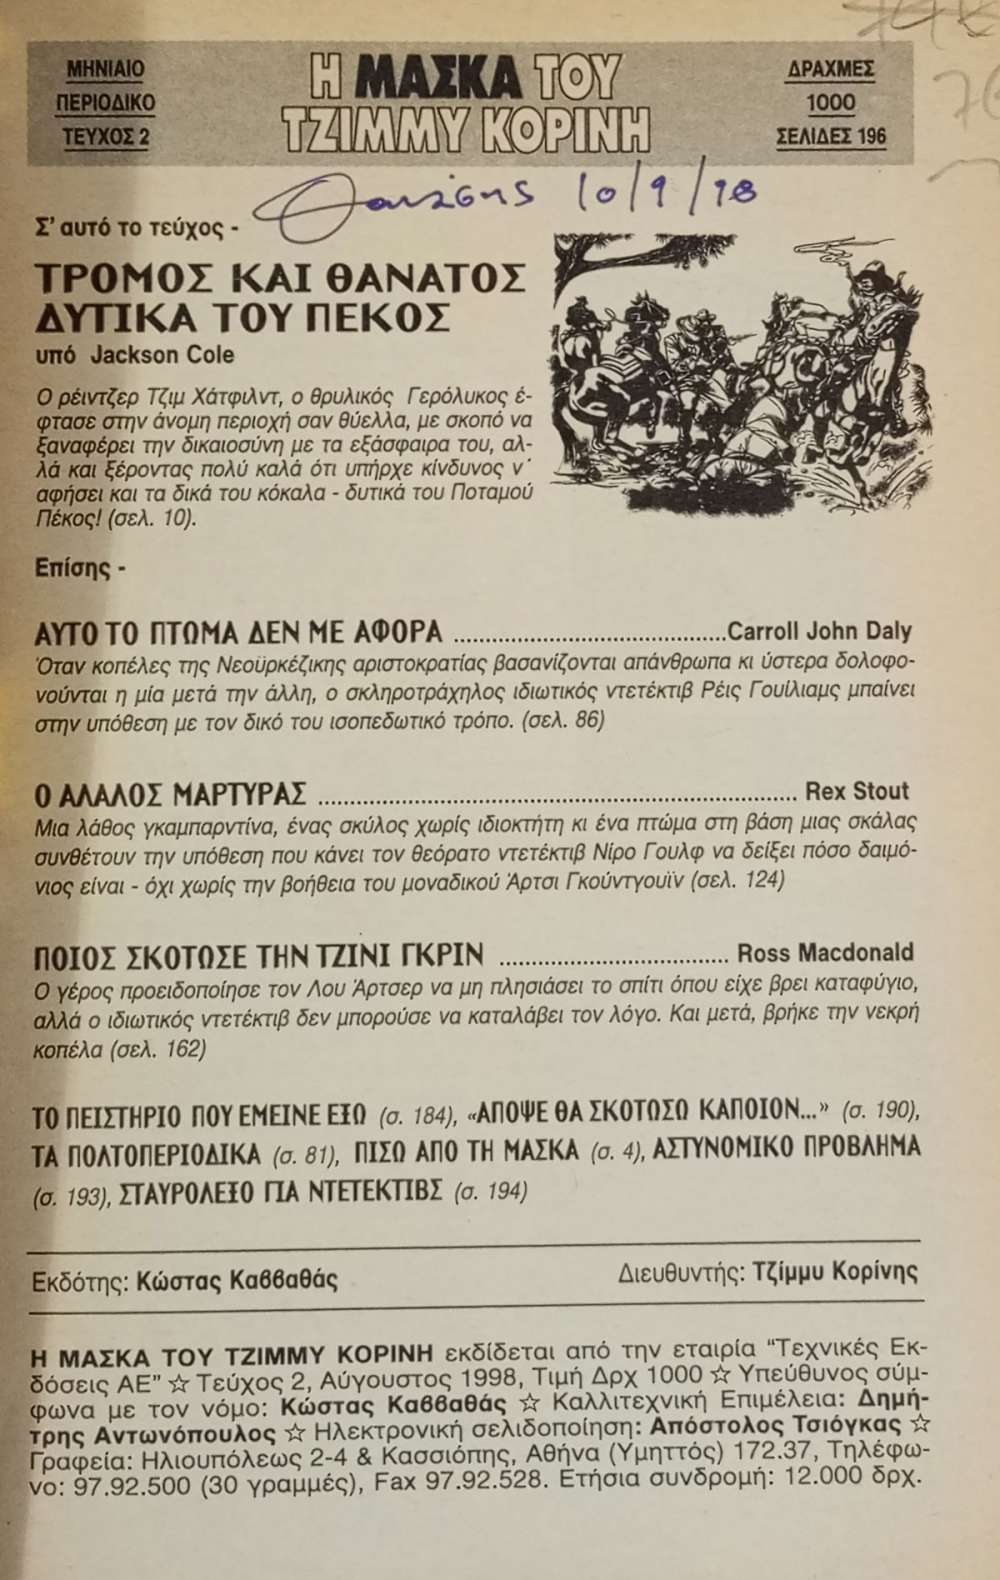 ΜΗΝΙΑΙΟ
ΠΕΡΙΟΔΙΚΟ
ΤΕΥΧΟΣ 2
Η ΜΑΣΚΑ ΤΟΥ
ΤΖΙΜΜΥ ΚΟΡΙΝΗ
ΔΡΑΧΜΕΣ
1000
ΣΕΛΙΔΕΣ 196
10/9/98
Σ' αυτό το τεύχος -
ΤΡΟΜΟΣ ΚΑΙ ΘΑΝΑΤΟΣ
ΔΥΤΙΚΑ ΤΟΥ ΠΕΚΟΣ
υπό Jackson Cole
Ο ρέιντζερ Τζιμ Χάτφιλντ, ο θρυλικός Γερόλυκος έ-
φτασε στην άνομη περιοχή σαν θύελλα, με σκοπό να
ξαναφέρει την δικαιοσύνη με τα εξάσφαιρα του, αλ-
λά και ξέροντας πολύ καλά ότι υπήρχε κίνδυνος ν'
αφήσει και τα δικά του κόκαλα - δυτικά του Ποταμού
Πέκος! (σελ. 10).
Επίσης -
ΑΥΤΟ ΤΟ ΠΤΩΜΑ ΔΕΝ ΜΕ ΑΦΟΡΑ ..........................................Carroll John Daly
Όταν κοπέλες της Νεοϋρκέζικης αριστοκρατίας βασανίζονται απάνθρωπα κι ύστερα δολοφο-
νούνται η μία μετά την άλλη, ο σκληροτράχηλος ιδιωτικός ντετέκτιβ Ρέις Γουίλιαμς μπαίνει
στην υπόθεση με τον δικό του ισοπεδωτικό τρόπο. (σελ. 86)
Ο ΑΛΑΛΟΣ ΜΑΡΤΥΡΑΣ .......................................................................... Rex Stout
Μια λάθος γκαμπαρντίνα, ένας σκύλος χωρίς ιδιοκτήτη κι ένα πτώμα στη βάση μιας σκάλας
συνθέτουν την υπόθεση που κάνει τον θεόρατο ντετέκτιβ Νίρο Γουλφ να δείξει πόσο δαιμό-
νιος είναι - όχι χωρίς την βοήθεια του μοναδικού Άρτσι Γκούντγουϊν (σελ. 124)
ΠΟΙΟΣ ΣΚΟΤΩΣΕ ΤΗΝ ΤΖΙΝΙ ΓΚΡΙΝ ................................... Ross Macdonald
Ο γέρος προειδοποίησε τον Λου Άρτσερ να μη πλησιάσει το σπίτι όπου είχε βρει καταφύγιο,
αλλά ο ιδιωτικός ντετέκτιβ δεν μπορούσε να καταλάβει τον λόγο. Και μετά, βρήκε την νεκρή
κοπέλα (σελ. 162)
ΤΟ ΠΕΙΣΤΗΡΙΟ ΠΟΥ ΕΜΕΙΝΕ ΕΞΩ (σ. 184), «ΑΠΟΨΕ ΘΑ ΣΚΟΤΩΣΩ ΚΑΠΟΙΟΝ...» (σ. 190),
ΤΑ ΠΟΛΤΟΠΕΡΙΟΔΙΚΑ (σ. 81), ΠΙΣΩ ΑΠΟ ΤΗ ΜΑΣΚΑ (σ. 4), ΑΣΤΥΝΟΜΙΚΟ ΠΡΟΒΛΗΜΑ
(σ. 193), ΣΤΑΥΡΟΛΕΞΟ ΓΙΑ ΝΤΕΤΕΚΤΙΒΣ (σ. 194)
Εκδότης: Κώστας Καββαθάς
Διευθυντής: Τζίμμυ Κορίνης
Η ΜΑΣΚΑ ΤΟΥ ΤΖΙΜΜΥ ΚΟΡΙΝΗ εκδίδεται από την εταιρία "Τεχνικές Εκ-
δόσεις ΑΕ" ☆ Τεύχος 2, Αύγουστος 1998, Τιμή Δρχ 1000 ☆ Υπεύθυνος σύμ-
φωνα με τον νόμο: Κώστας Καββαθάς ☆ Καλλιτεχνική Επιμέλεια: Δημή-
τρης Αντωνόπουλος ☆ Ηλεκτρονική σελιδοποίηση: Απόστολος Τσιόγκας ☆
Γραφεία: Ηλιουπόλεως 2-4 & Κασσιόπης, Αθήνα (Υμηττός) 172.37, Τηλέφω-
νο: 97.92.500 (30 γραμμές), Fax 97.92.528. Ετήσια συνδρομή: 12.000 δρχ.